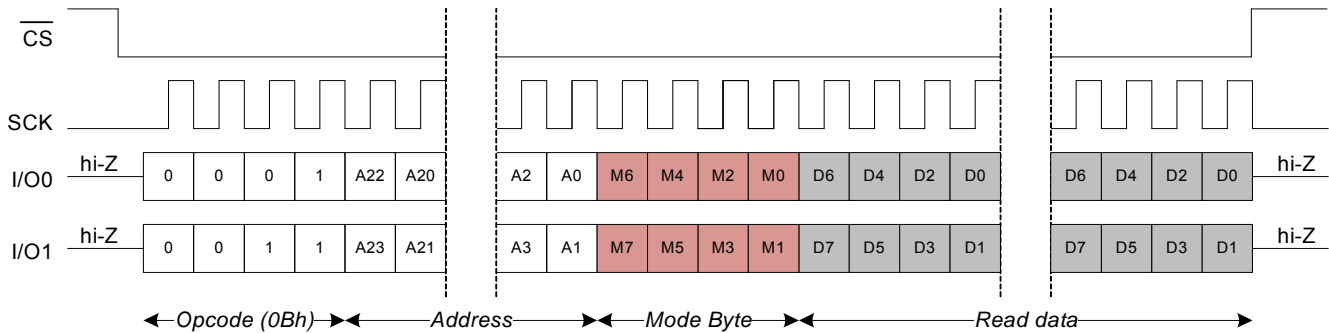 CS
SCK
I/O0 hi-Z 0 0 0 1 A22 A20 A2 A0 M6 M4 M2 M0 D6 D4 D2 D0 D6 D4 D2 D0 hi-Z
I/O1 hi-Z 0 0 1 1 A23 A21 A3 A1 M7 M5 M3 M1 D7 D5 D3 D1 D7 D5 D3 D1 hi-Z
Opcode (0Bh) Address Mode Byte Read data